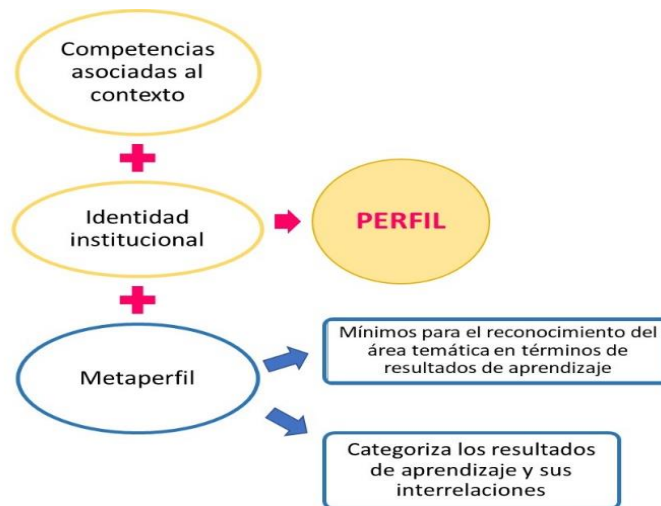 Competencias
asociadas al
contexto
Identidad
institucional
PERFIL
Metaperfil
Mínimos para el reconocimiento del
área temática en términos de
resultados de aprendizaje
Categoriza los resultados
de aprendizaje y sus
interrelaciones